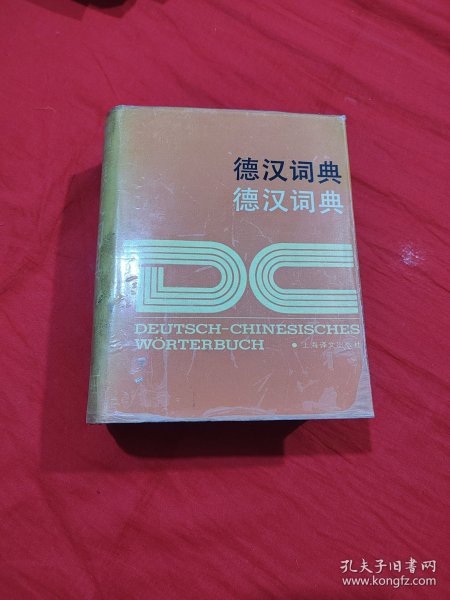 德汉词典
德汉词典
DC
DEUTSCH-CHINESISCHES
WÖRTERBUCH
• 上海译文出版社
孔夫子旧书网
www.kongfz.com